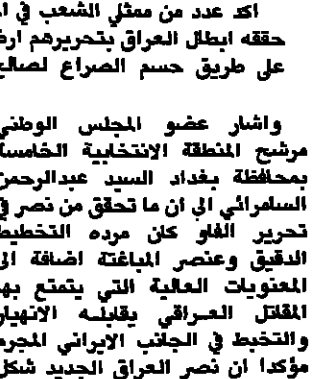 اكد عدد من ممثلي الشعب في
حققه ابطال العراق بتحريرهم
على طريق حسم الصراع لصالح
واشار عضو المجلس الوطني
مرشح المنطقة الانتخابية الخامسة
بمحافظة بغداد السيد عبدالرحمن
السامرائي الى ان ما تحقق من نصر في
تحرير الفاو كان مرده التخطيط
الدقيق وعنصر المباغتة اضافة الى
المعنويات العالية التي يتمتع بها
المقاتل العراقي يقابله الانهيار
والتخبط في الجانب الايراني المجرم
مؤكدا ان نصر العراق الجديد شكل